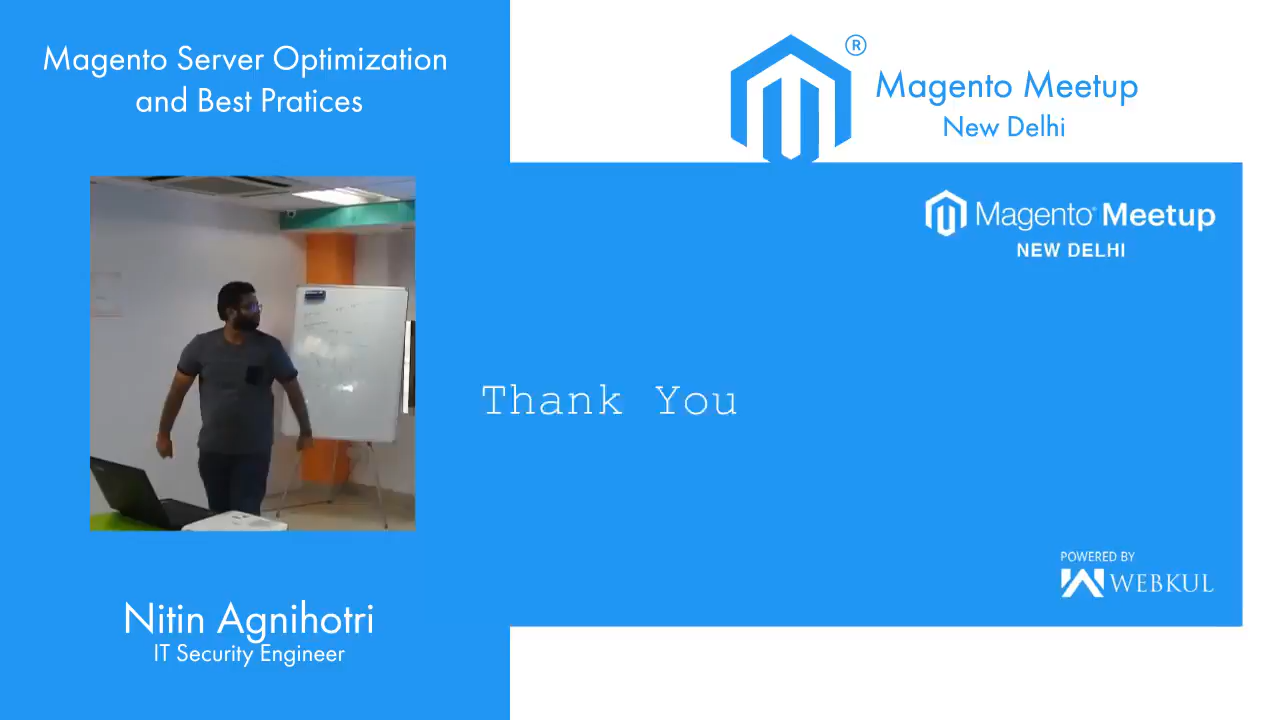 Magento Server Optimization
and Best Pratices
®
Magento Meetup
New Delhi
Magento® Meetup
NEW DELHI
Thank You
POWERED BY
WEBKUL
Nitin Agnihotri
IT Security Engineer